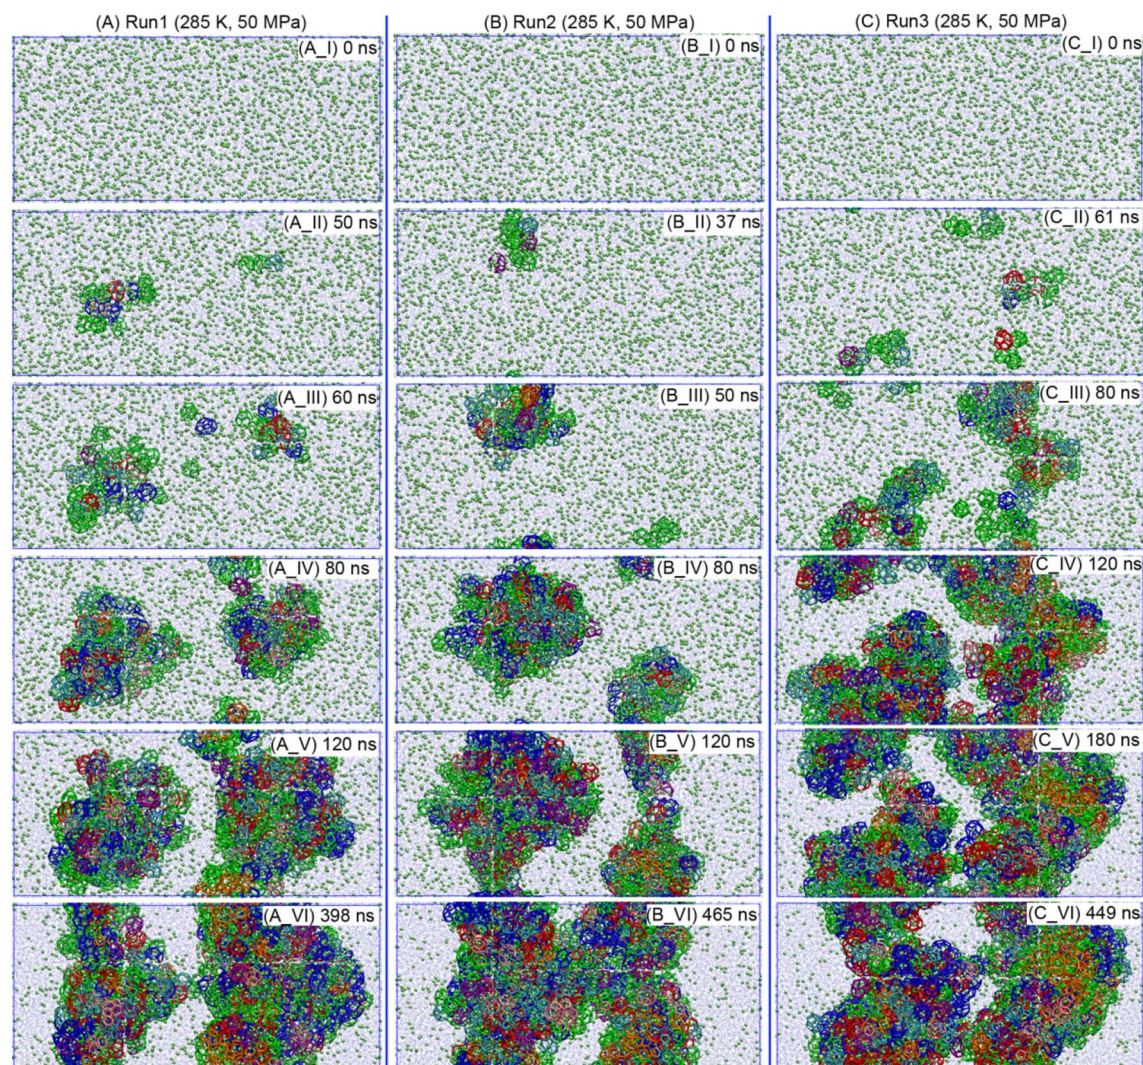 (A) Run1 (285 K, 50 MPa)
(B) Run2 (285 K, 50 MPa)
(C) Run3 (285 K, 50 MPa)
(A_I) 0 ns
(B_I) 0 ns
(C_I) 0 ns
(A_II) 50 ns
(B_II) 37 ns
(C_II) 61 ns
(A_III) 60 ns
(B_III) 50 ns
(C_III) 80 ns
(A_IV) 80 ns
(B_IV) 80 ns
(C_IV) 120 ns
(A_V) 120 ns
(B_V) 120 ns
(C_V) 180 ns
(A_VI) 398 ns
(B_VI) 465 ns
(C_VI) 449 ns